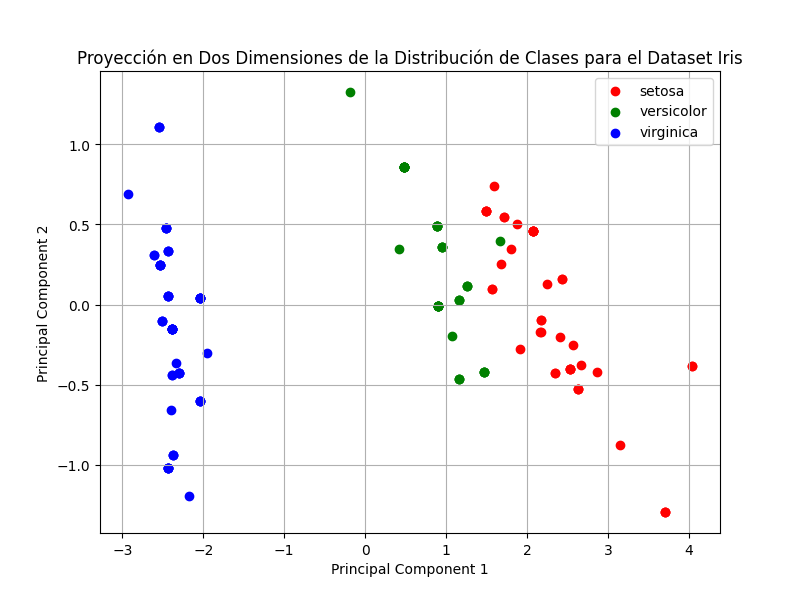 Proyección en Dos Dimensiones de la Distribución de Clases para el Dataset Iris
setosa
versicolor
virginica
1.0
0.5
0.0
−0.5
−1.0
Principal Component 2
−3
−2
−1
0
1
2
3
4
Principal Component 1